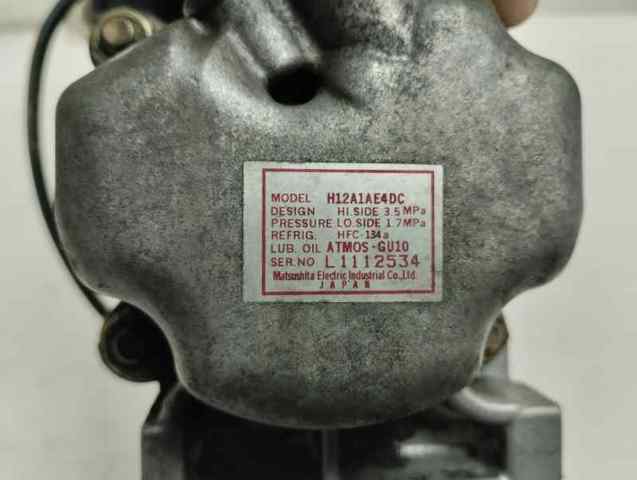 MODEL H12A1AE4DC
DESIGN HI.SIDE 3.5 MPa
PRESSURE LO.SIDE 1.7 MPa
REFRIG. HFC-134a
LUB. OIL ATMOS-GU10
SER.NO L1112534
Matsushita Electric Industrial Co.,Ltd.
JAPAN